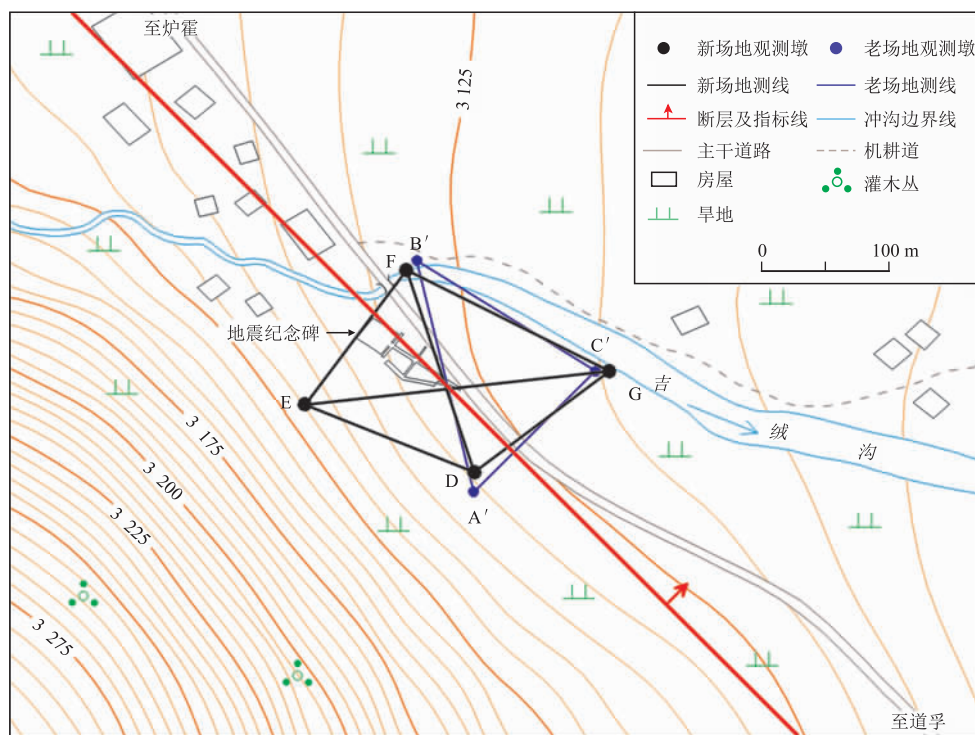 至炉霍
3 125
新场地观测墩
老场地观测墩
新场地测线
老场地测线
断层及指标线
冲沟边界线
主干道路
机耕道
房屋
灌木丛
旱地
0
100 m
B′
F
地震纪念碑
C′
G
吉
绒
沟
E
D
A′
3 175
3 200
3 225
3 275
至道孚